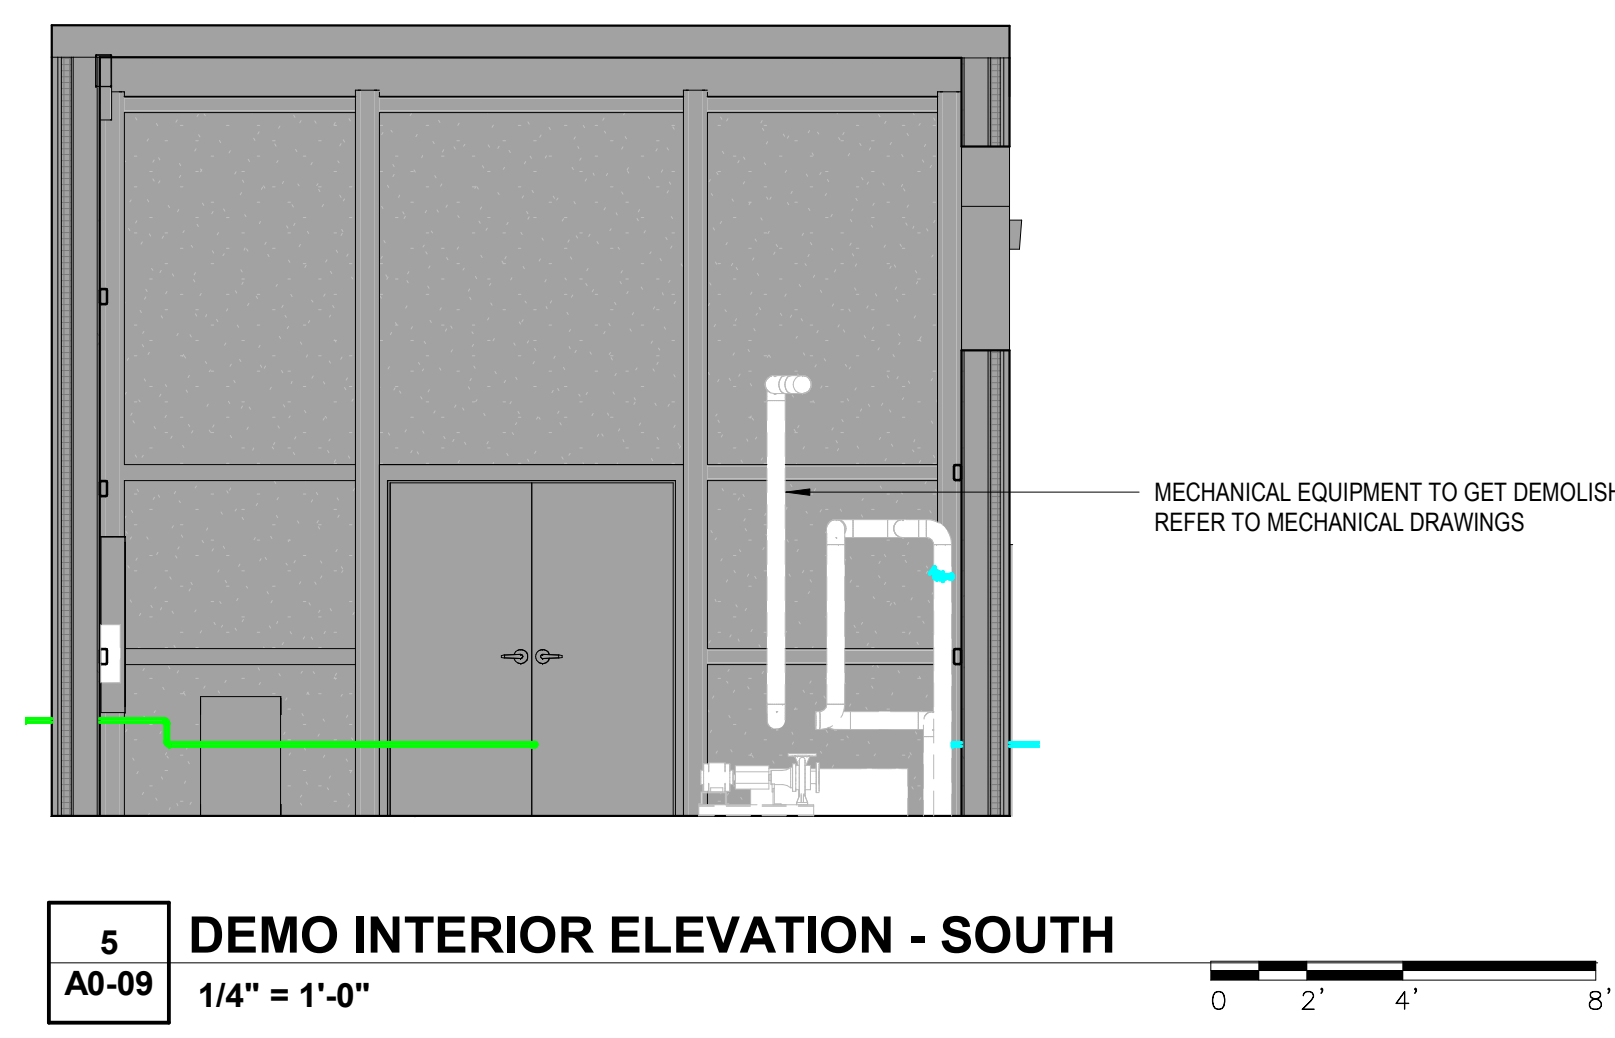 MECHANICAL EQUIPMENT TO GET DEMOLISH
REFER TO MECHANICAL DRAWINGS
5
A0-09
DEMO INTERIOR ELEVATION - SOUTH
1/4" = 1'-0"
0 2' 4' 8'